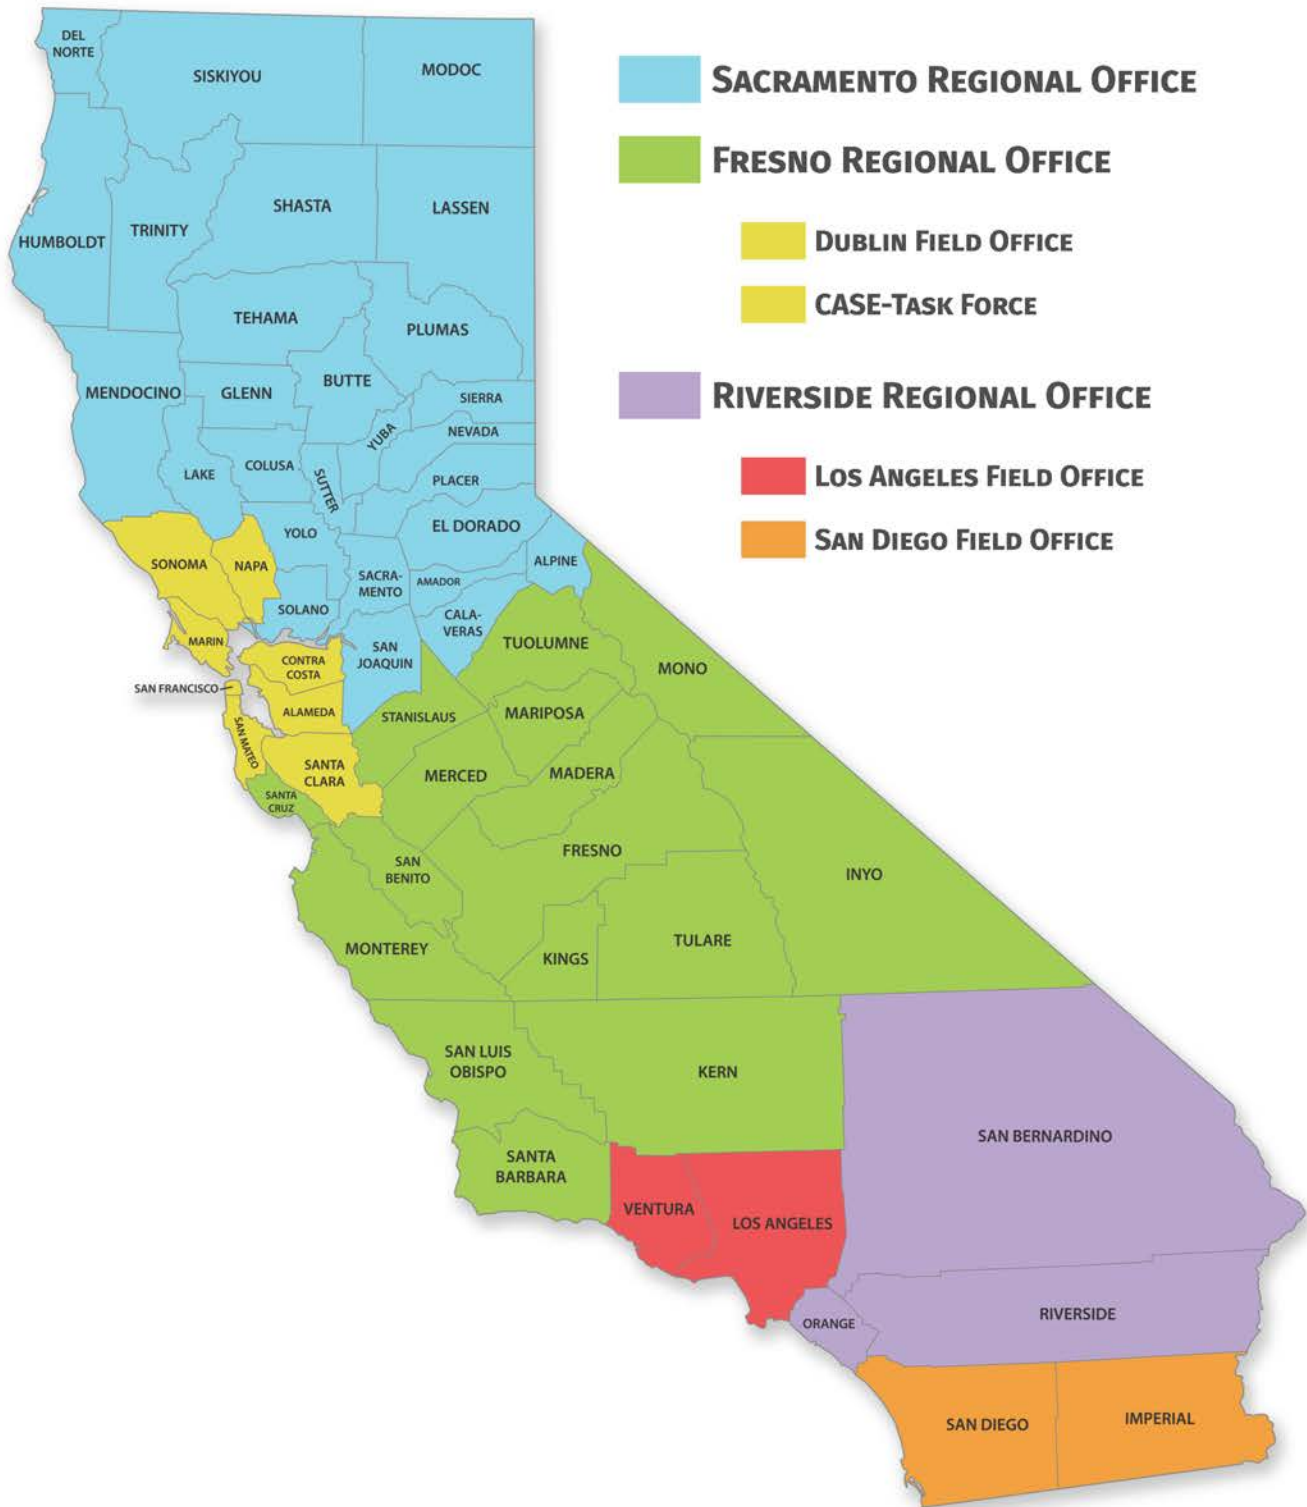 DEL
NORTE
SISKIYOU
MODOC
SACRAMENTO REGIONAL OFFICE
FRESNO REGIONAL OFFICE
DUBLIN FIELD OFFICE
CASE-TASK FORCE
RIVERSIDE REGIONAL OFFICE
LOS ANGELES FIELD OFFICE
SAN DIEGO FIELD OFFICE
HUMBOLDT
TRINITY
SHASTA
LASSEN
TEHAMA
PLUMAS
MENDOCINO
GLENN
BUTTE
SIERRA
YUBA
NEVADA
LAKE
COLUSA
SUTTER
PLACER
YOLO
EL DORADO
SONOMA
NAPA
SACRA-
MENTO
AMADOR
ALPINE
SOLANO
CALA-
VERAS
MARIN
SAN
JOAQUIN
TUOLUMNE
MONO
CONTRA
COSTA
SAN FRANCISCO
ALAMEDA
STANISLAUS
MARIPOSA
SAN MATEO
SANTA
CLARA
MERCED
MADERA
SANTA
CRUZ
SAN
BENITO
FRESNO
INYO
MONTEREY
KINGS
TULARE
SAN LUIS
OBISPO
KERN
SAN BERNARDINO
SANTA
BARBARA
VENTURA
LOS ANGELES
ORANGE
RIVERSIDE
SAN DIEGO
IMPERIAL